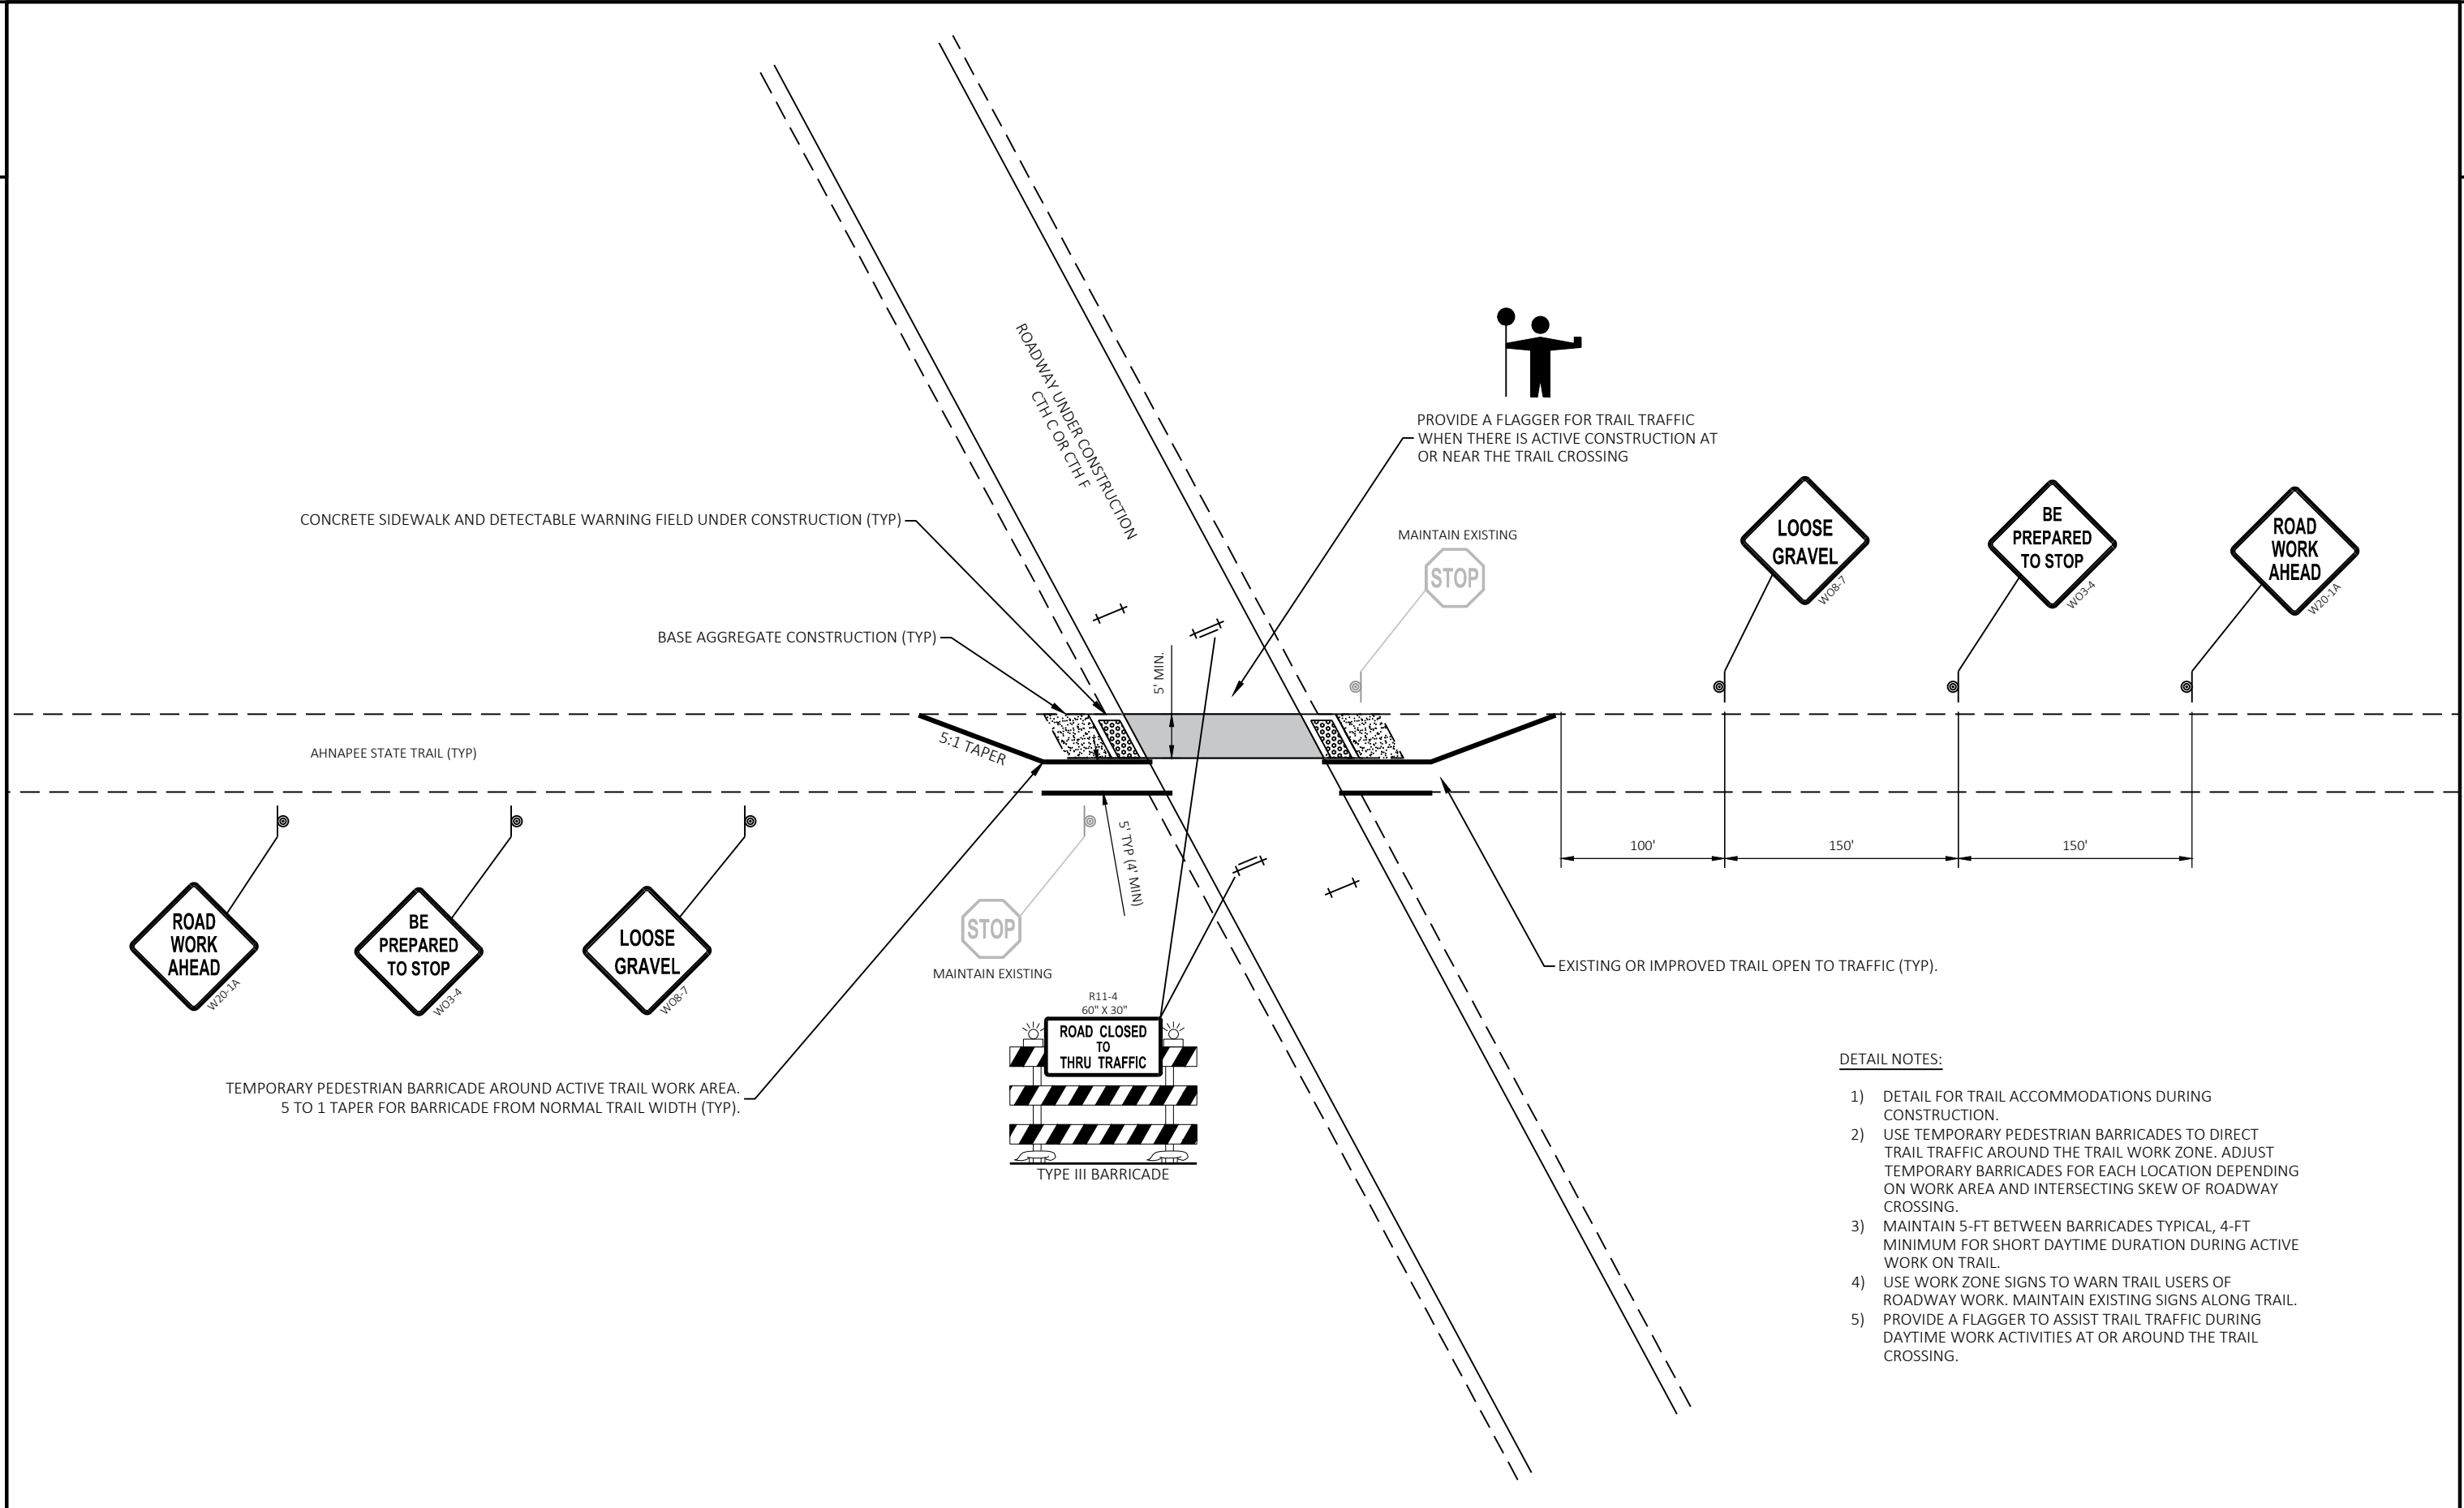 ROADWAY UNDER CONSTRUCTION
CTH C OR CTH F
PROVIDE A FLAGGER FOR TRAIL TRAFFIC
WHEN THERE IS ACTIVE CONSTRUCTION AT
OR NEAR THE TRAIL CROSSING
CONCRETE SIDEWALK AND DETECTABLE WARNING FIELD UNDER CONSTRUCTION (TYP)
MAINTAIN EXISTING
STOP
LOOSE
GRAVEL
WO8-7
BE
PREPARED
TO STOP
WO3-4
ROAD
WORK
AHEAD
W20-1A
BASE AGGREGATE CONSTRUCTION (TYP)
5' MIN.
AHNAPEE STATE TRAIL (TYP)
5:1 TAPER
5' TYP (4' MIN)
100'
150'
150'
ROAD
WORK
AHEAD
W20-1A
BE
PREPARED
TO STOP
WO3-4
LOOSE
GRAVEL
WO8-7
STOP
MAINTAIN EXISTING
EXISTING OR IMPROVED TRAIL OPEN TO TRAFFIC (TYP).
R11-4
60" X 30"
ROAD CLOSED
TO
THRU TRAFFIC
TYPE III BARRICADE
TEMPORARY PEDESTRIAN BARRICADE AROUND ACTIVE TRAIL WORK AREA.
5 TO 1 TAPER FOR BARRICADE FROM NORMAL TRAIL WIDTH (TYP).
DETAIL NOTES:
1) DETAIL FOR TRAIL ACCOMMODATIONS DURING
CONSTRUCTION.
2) USE TEMPORARY PEDESTRIAN BARRICADES TO DIRECT
TRAIL TRAFFIC AROUND THE TRAIL WORK ZONE. ADJUST
TEMPORARY BARRICADES FOR EACH LOCATION DEPENDING
ON WORK AREA AND INTERSECTING SKEW OF ROADWAY
CROSSING.
3) MAINTAIN 5-FT BETWEEN BARRICADES TYPICAL, 4-FT
MINIMUM FOR SHORT DAYTIME DURATION DURING ACTIVE
WORK ON TRAIL.
4) USE WORK ZONE SIGNS TO WARN TRAIL USERS OF
ROADWAY WORK. MAINTAIN EXISTING SIGNS ALONG TRAIL.
5) PROVIDE A FLAGGER TO ASSIST TRAIL TRAFFIC DURING
DAYTIME WORK ACTIVITIES AT OR AROUND THE TRAIL
CROSSING.